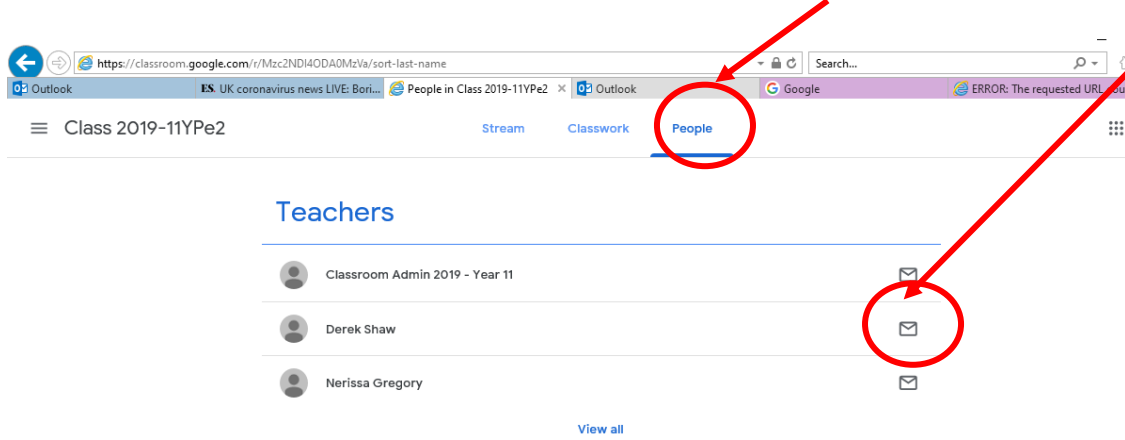 https://classroom.google.com/r/Mzc2NDI4ODA0MzVa/sort-last-name
Search...
Outlook
ES. UK coronavirus news LIVE: Bori...
People in Class 2019-11YPe2
Outlook
Google
ERROR: The requested URL
Class 2019-11YPe2
Stream
Classwork
People
Teachers
Classroom Admin 2019 - Year 11
Derek Shaw
Nerissa Gregory
View all